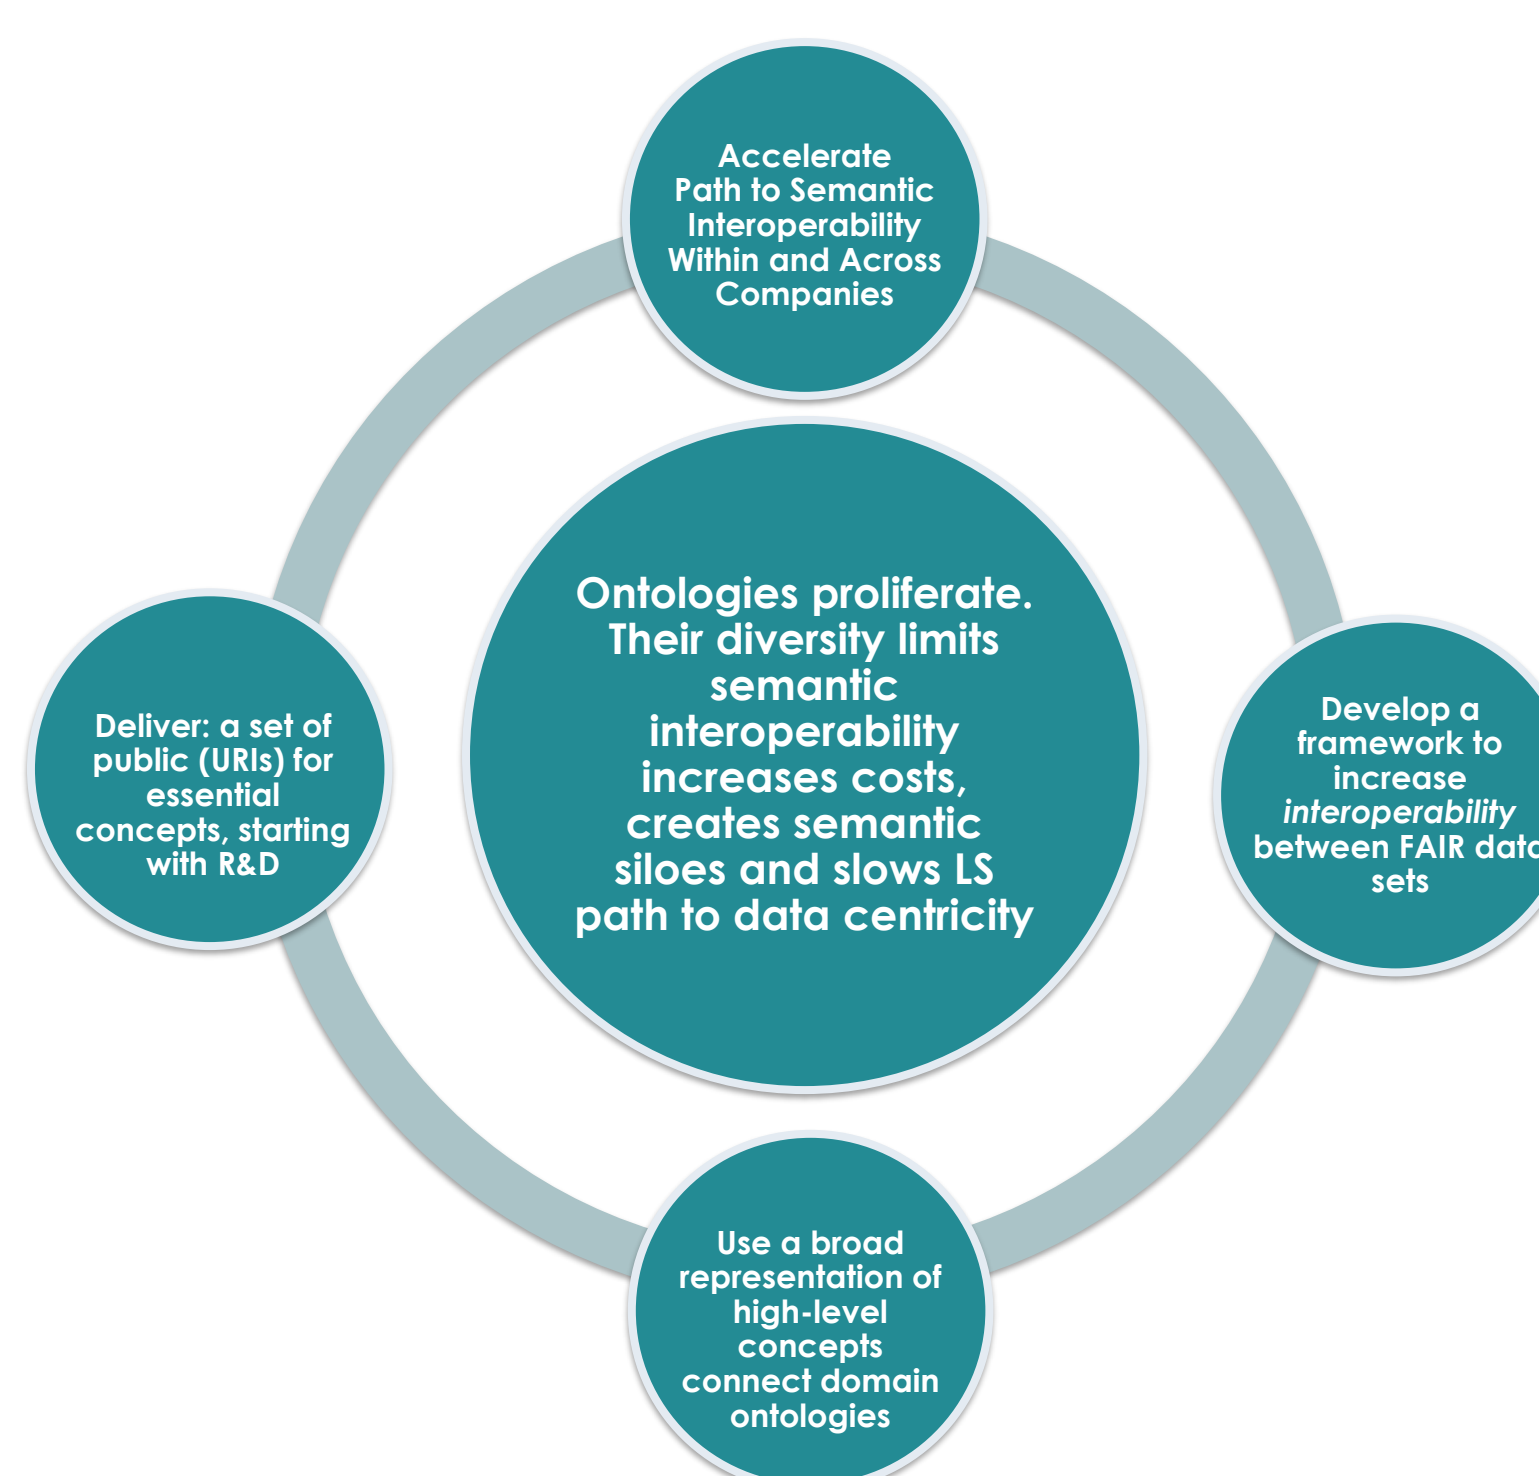 Accelerate
Path to Semantic
Interoperability
Within and Across
Companies
Ontologies proliferate.
Their diversity limits
semantic
interoperability
increases costs,
creates semantic
siloes and slows LS
path to data centricity
Deliver: a set of
public (URIs) for
essential
concepts, starting
with R&D
Develop a
framework to
increase
interoperability
between FAIR data
sets
Use a broad
representation of
high-level
concepts
connect domain
ontologies